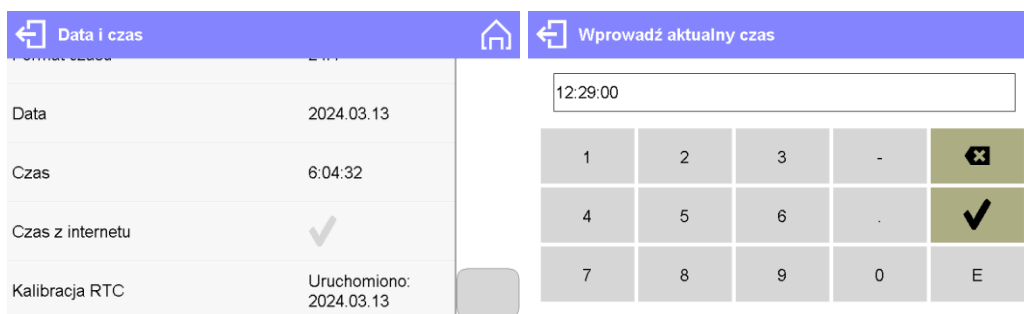 Data i czas
Data 2024.03.13
Czas 6:04:32
Czas z internetu
Kalibracja RTC Uruchomiono:
2024.03.13
Wprowadź aktualny czas
12:29:00
1 2 3 -
4 5 6 .
7 8 9 0 E